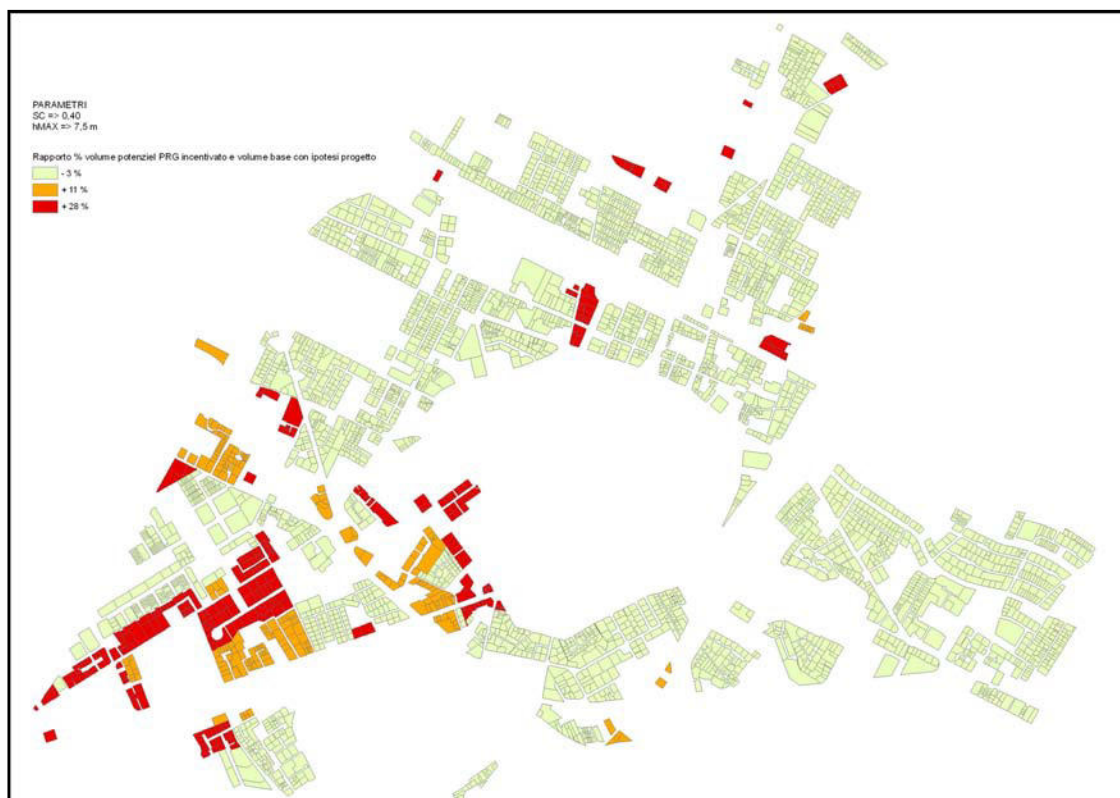 PARAMETRI
SC => 0,40
hMAX => 7,5 m
Rapporto % volume potenziel PRG incentivato e volume base con ipotesi progetto
- 3 %
+ 11 %
+ 28 %